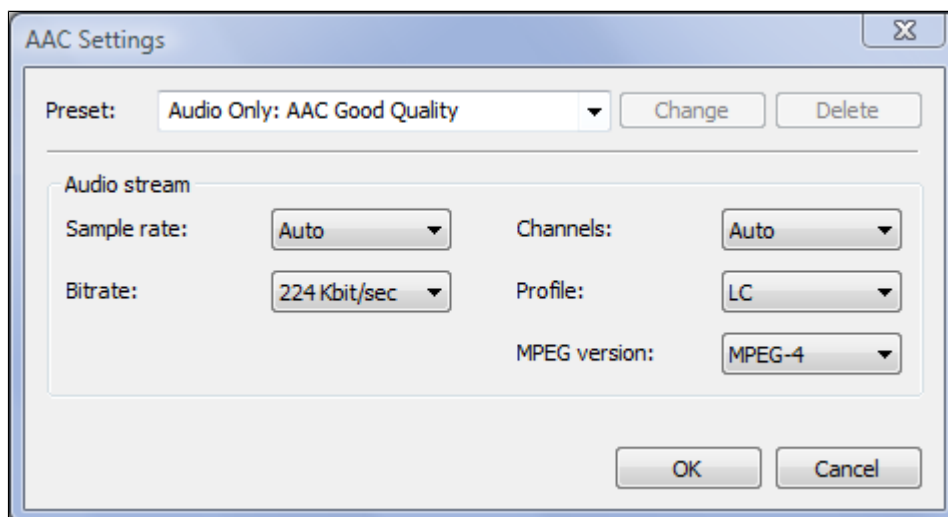 AAC Settings
Preset: Audio Only: AAC Good Quality Change Delete
Audio stream
Sample rate: Auto Channels: Auto
Bitrate: 224 Kbit/sec Profile: LC
MPEG version: MPEG-4
OK Cancel